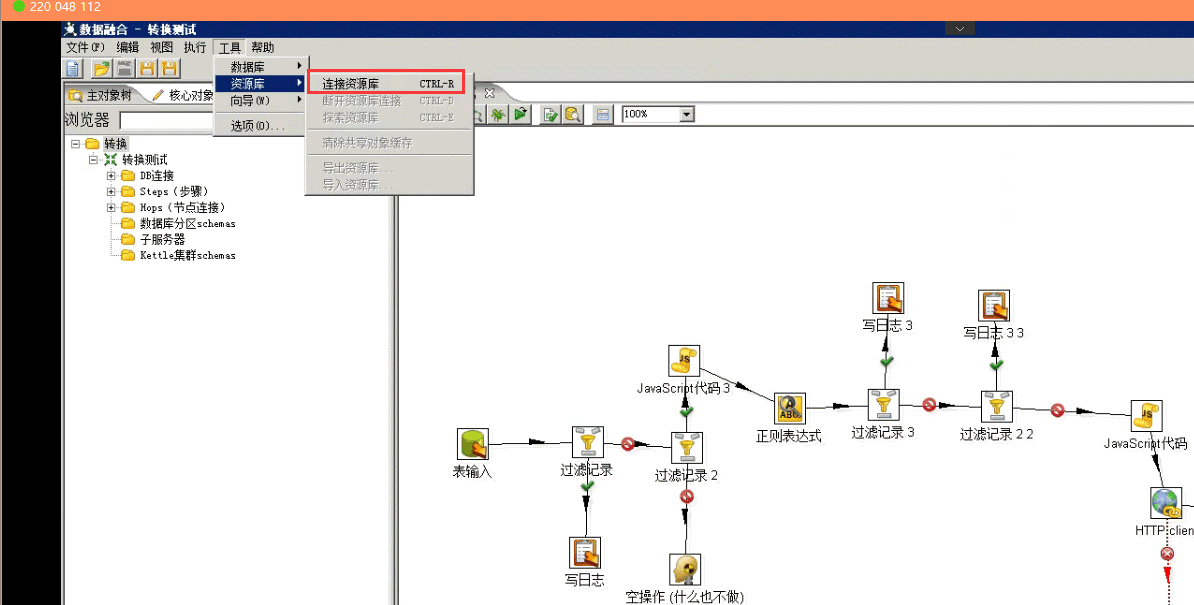 220 048 112
数据融合 - 转换测试
文件(F) 编辑 视图 执行 工具 帮助
数据库
资源库
向导(W)
选项(O)...
连接资源库 CTRL-R
断开资源库连接 CTRL-D
探索资源库 CTRL-E
清除共享对象缓存
导出资源库...
导入资源库...
主对象树 核心对象
浏览器
100%
转换
转换测试
DB连接
Steps (步骤)
Hops (节点连接)
数据库分区schemas
子服务器
Kettle集群schemas
写日志 3
写日志 3 3
JavaScript代码 3
正则表达式
过滤记录 3
过滤记录 2 2
JavaScript代码
表输入
过滤记录
过滤记录 2
HTTP clien
写日志
空操作 (什么也不做)